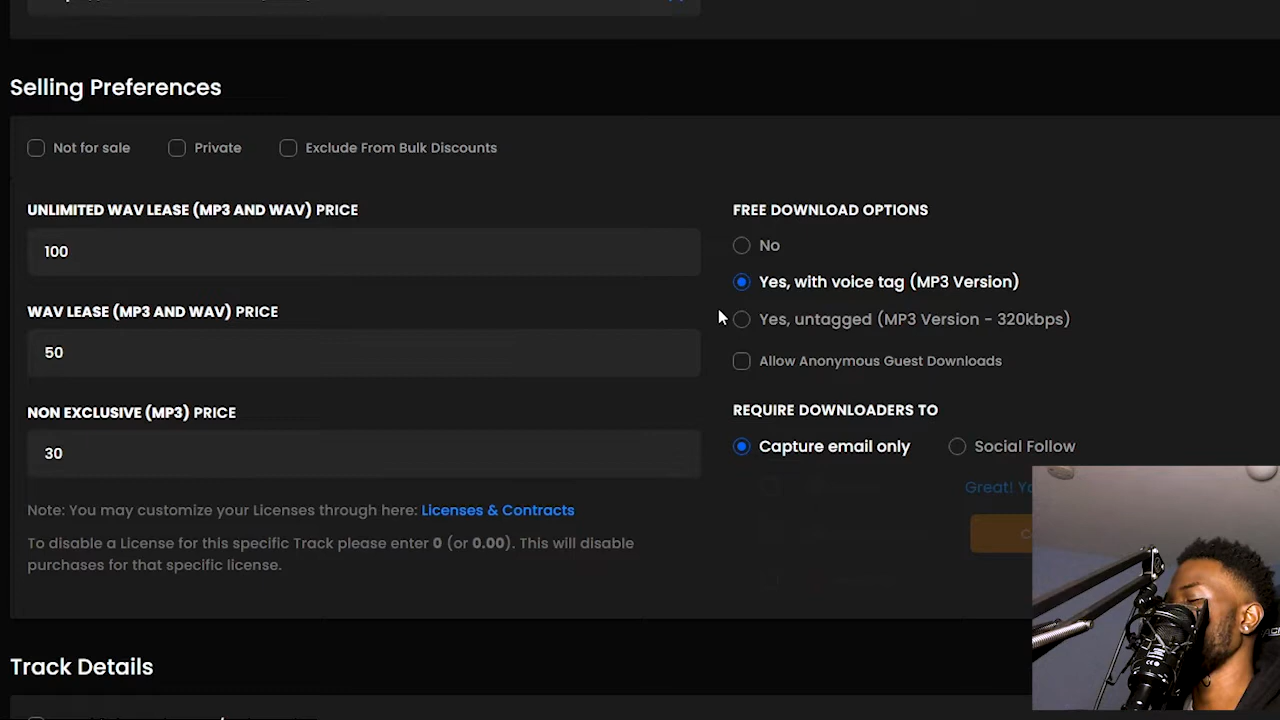 Selling Preferences
Not for sale
Private
Exclude From Bulk Discounts
UNLIMITED WAV LEASE (MP3 AND WAV) PRICE
100
WAV LEASE (MP3 AND WAV) PRICE
50
NON EXCLUSIVE (MP3) PRICE
30
Note: You may customize your Licenses through here: Licenses & Contracts
To disable a License for this specific Track please enter 0 (or 0.00). This will disable
purchases for that specific license.
FREE DOWNLOAD OPTIONS
No
Yes, with voice tag (MP3 Version)
Yes, untagged (MP3 Version - 320kbps)
Allow Anonymous Guest Downloads
REQUIRE DOWNLOADERS TO
Capture email only
Social Follow
Great!
Track Details